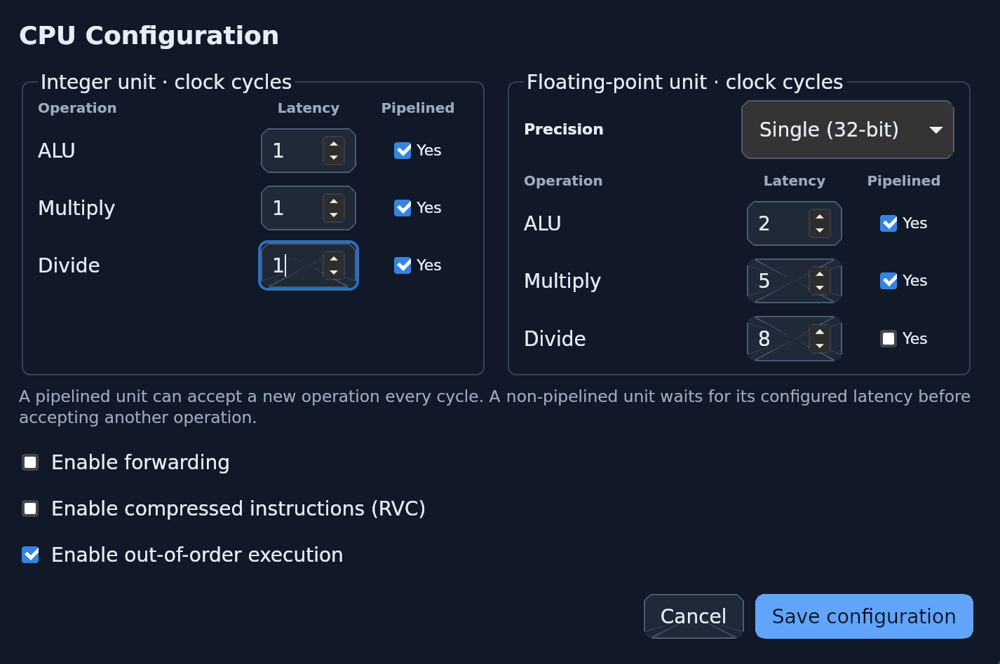 CPU Configuration
Integer unit · clock cycles
Operation Latency Pipelined
ALU 1 Yes
Multiply 1 Yes
Divide 1 Yes
Floating-point unit · clock cycles
Precision Single (32-bit)
Operation Latency Pipelined
ALU 2 Yes
Multiply 5 Yes
Divide 8 Yes
A pipelined unit can accept a new operation every cycle. A non-pipelined unit waits for its configured latency before
accepting another operation.
Enable forwarding
Enable compressed instructions (RVC)
Enable out-of-order execution
Cancel Save configuration